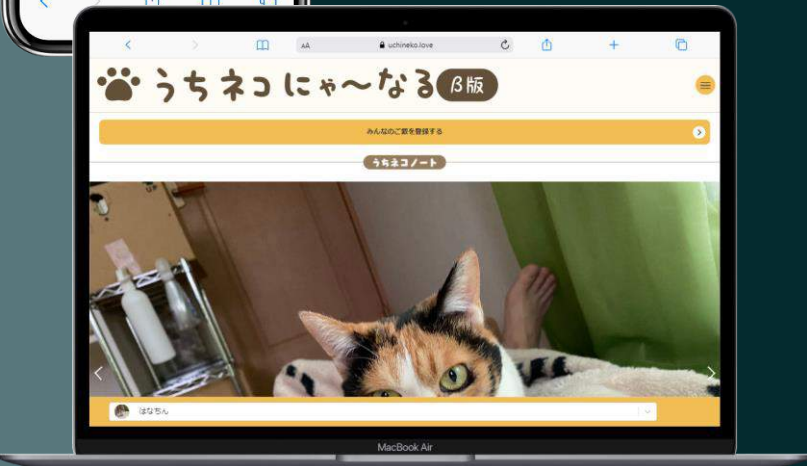 AA uchineko.love
うちネコにゃ〜なる β版
みんなのご飯を登録する
うちネコノート
はなちん
MacBook Air